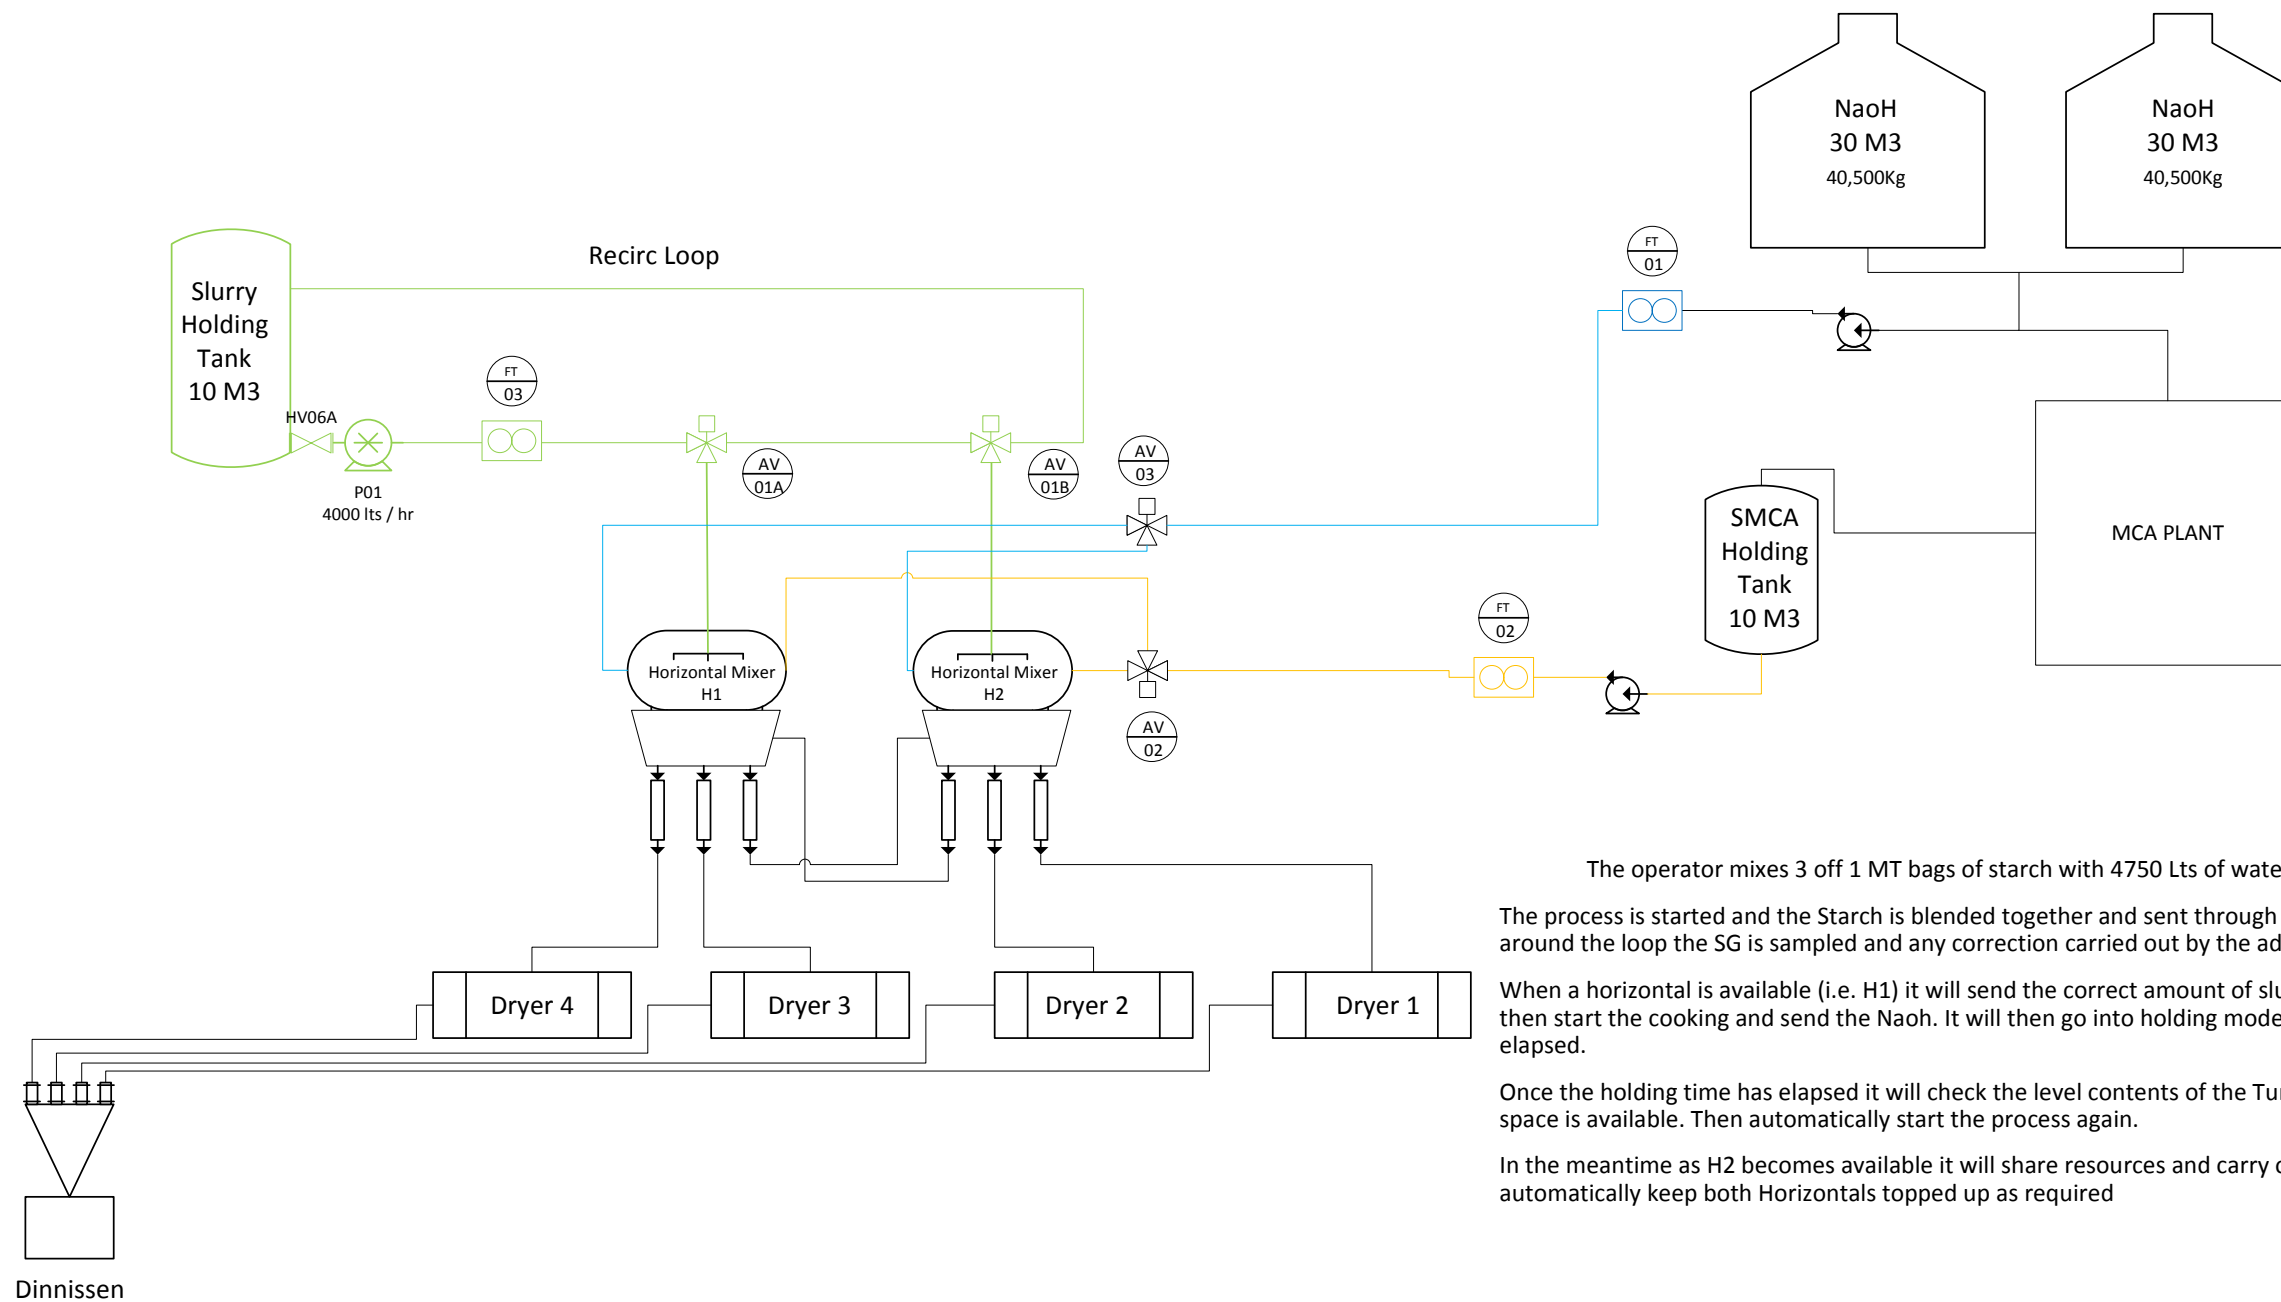 NaoH
30 M3
40,500Kg
NaoH
30 M3
40,500Kg
FT
01
Recirc Loop
Slurry
Holding
Tank
10 M3
HV06A
FT
03
P01
4000 lts / hr
AV
01A
AV
01B
AV
03
SMCA
Holding
Tank
10 M3
MCA PLANT
FT
02
Horizontal Mixer
H1
Horizontal Mixer
H2
AV
02
The operator mixes 3 off 1 MT bags of starch with 4750 Lts of wate
The process is started and the Starch is blended together and sent through
around the loop the SG is sampled and any correction carried out by the ad
When a horizontal is available (i.e. H1) it will send the correct amount of slu
then start the cooking and send the Naoh. It will then go into holding mode
elapsed.
Once the holding time has elapsed it will check the level contents of the Tu
space is available. Then automatically start the process again.
In the meantime as H2 becomes available it will share resources and carry
automatically keep both Horizontals topped up as required
Dryer 4
Dryer 3
Dryer 2
Dryer 1
Dinnissen